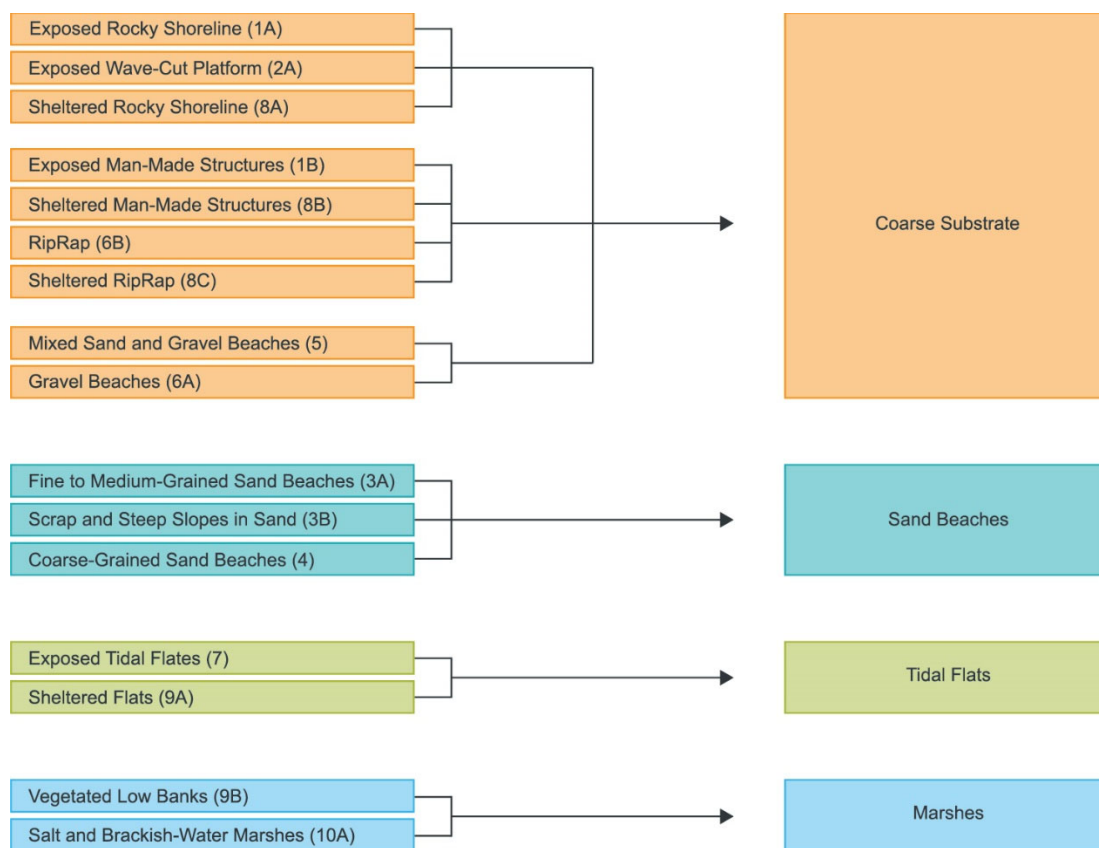 Exposed Rocky Shoreline (1A)
Exposed Wave-Cut Platform (2A)
Sheltered Rocky Shoreline (8A)
Exposed Man-Made Structures (1B)
Sheltered Man-Made Structures (8B)
RipRap (6B)
Sheltered RipRap (8C)
Mixed Sand and Gravel Beaches (5)
Gravel Beaches (6A)
Coarse Substrate
Fine to Medium-Grained Sand Beaches (3A)
Scrap and Steep Slopes in Sand (3B)
Coarse-Grained Sand Beaches (4)
Sand Beaches
Exposed Tidal Flates (7)
Sheltered Flats (9A)
Tidal Flats
Vegetated Low Banks (9B)
Salt and Brackish-Water Marshes (10A)
Marshes